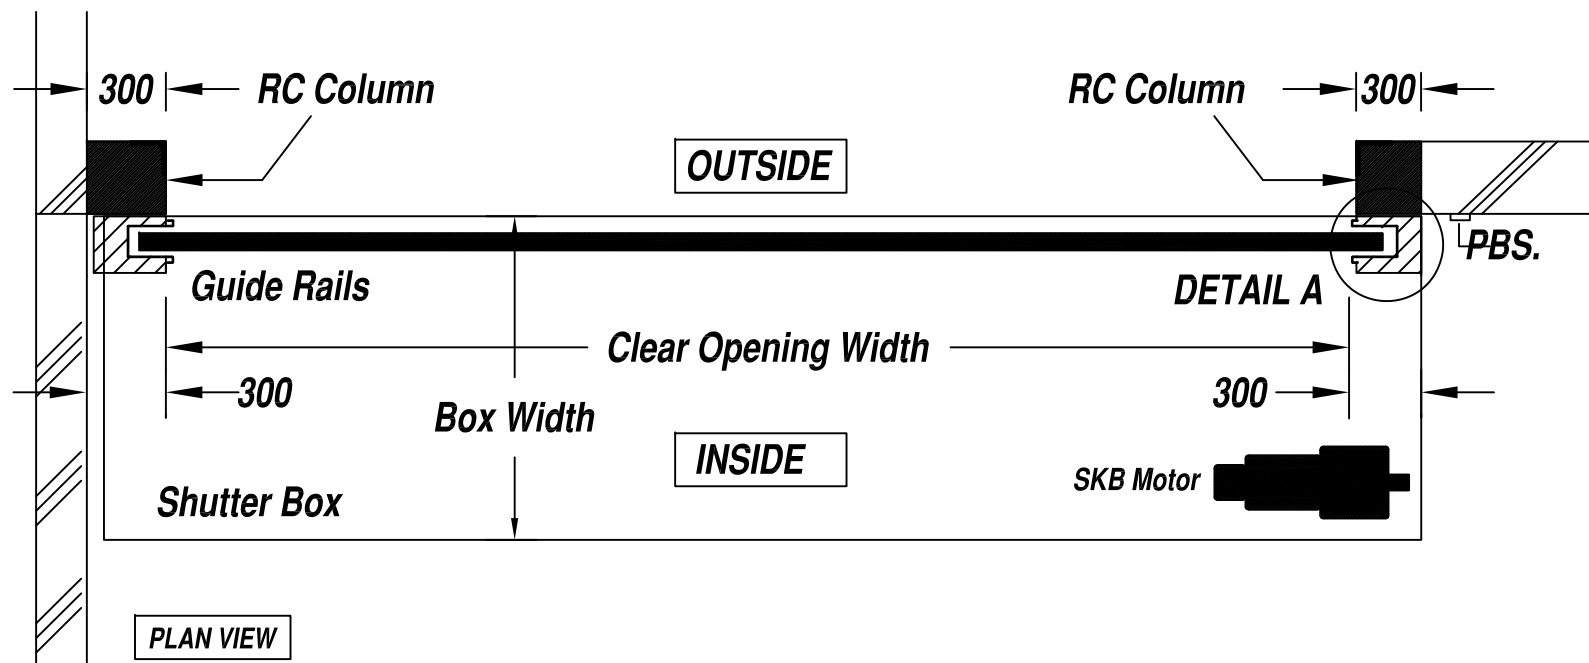 300
RC Column
RC Column
300
OUTSIDE
PBS.
Guide Rails
DETAIL A
Clear Opening Width
300
300
Box Width
INSIDE
SKB Motor
Shutter Box
PLAN VIEW